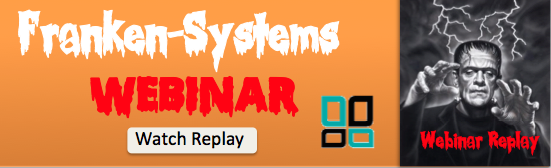 Franken-Systems
WEBINAR
Watch Replay
Webinar Replay